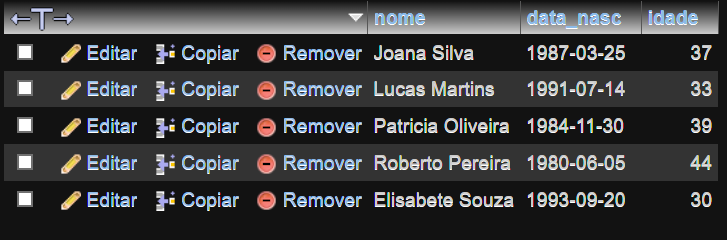 nome data_nasc idade
Editar Copiar Remover Joana Silva 1987-03-25 37
Editar Copiar Remover Lucas Martins 1991-07-14 33
Editar Copiar Remover Patricia Oliveira 1984-11-30 39
Editar Copiar Remover Roberto Pereira 1980-06-05 44
Editar Copiar Remover Elisabete Souza 1993-09-20 30